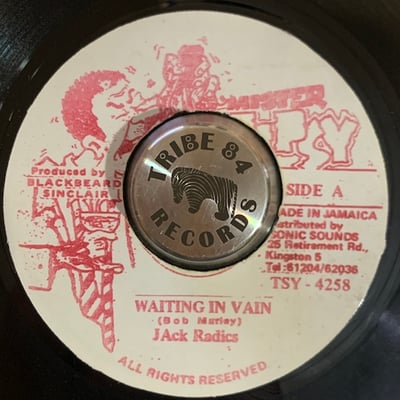 TRIBE 84
RECORDS
Produced by
BLACKBEARD
SINCLAIR
SIDE A
MADE IN JAMAICA
Distributed by
SONIC SOUNDS
25 Retirement Rd.,
Kingston 5
Tel:61204/62036
TSY - 4258
WAITING IN VAIN
(Bob Marley)
JAck Radics
ALL RIGHTS RESERVED